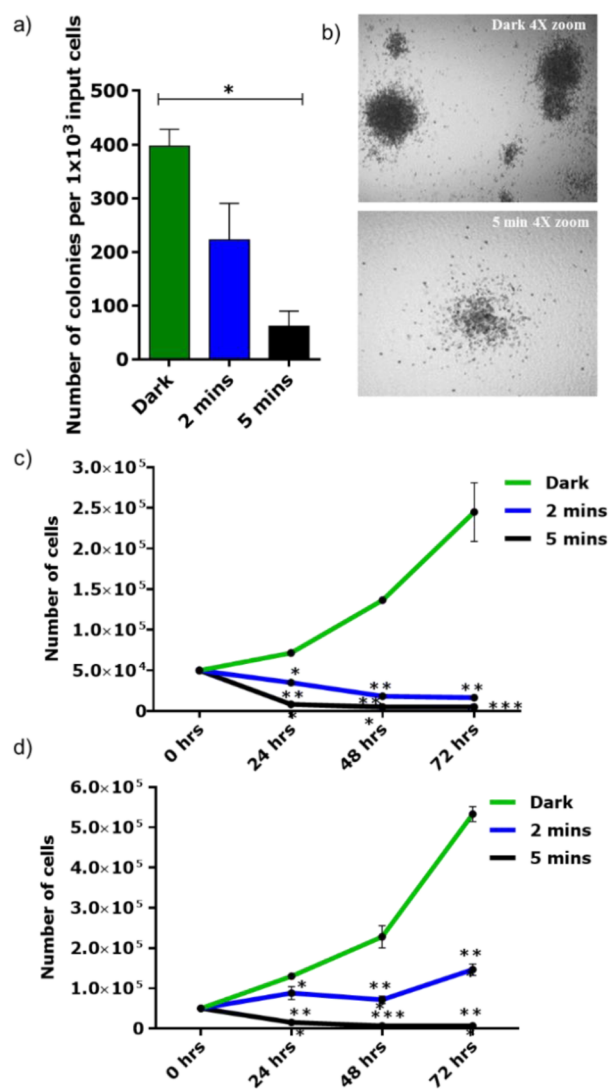 a)
Number of colonies per 1x10³ input cells
500
400
300
200
100
0
*
Dark
2 mins
5 mins
b)
Dark 4X zoom
5 min 4X zoom
c)
Number of cells
3.0×10⁵
2.5×10⁵
2.0×10⁵
1.5×10⁵
1.0×10⁵
5.0×10⁴
0
Dark
2 mins
5 mins
*
**
**
**
*
**
*
***
0 hrs
24 hrs
48 hrs
72 hrs
d)
Number of cells
6.0×10⁵
5.0×10⁵
4.0×10⁵
3.0×10⁵
2.0×10⁵
1.0×10⁵
0
Dark
2 mins
5 mins
*
**
*
**
**
***
**
*
*
0 hrs
24 hrs
48 hrs
72 hrs